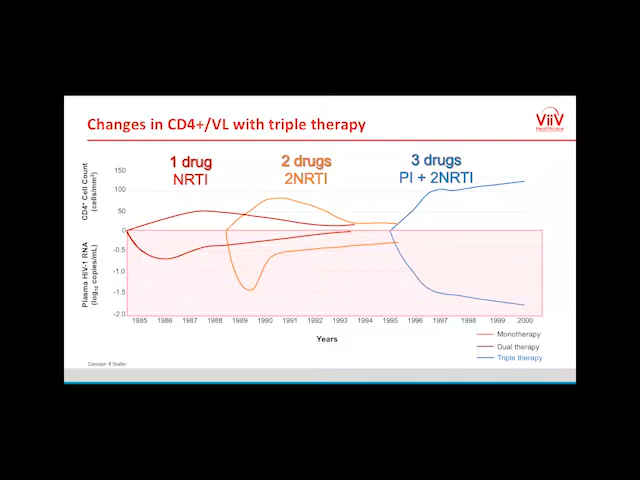 Changes in CD4+/VL with triple therapy
ViiV
Healthcare
1 drug
NRTI
2 drugs
2NRTI
3 drugs
PI + 2NRTI
CD4+ Cell Count
(cells/mm3)
150
100
50
0
Plasma HIV-1 RNA
(log10 copies/mL)
-0.5
-1.0
-1.5
-2.0
1985 1986 1987 1988 1989 1990 1991 1992 1993 1994 1995 1996 1997 1998 1999 2000
Years
Monotherapy
Dual therapy
Triple therapy
Concept: R Shafer